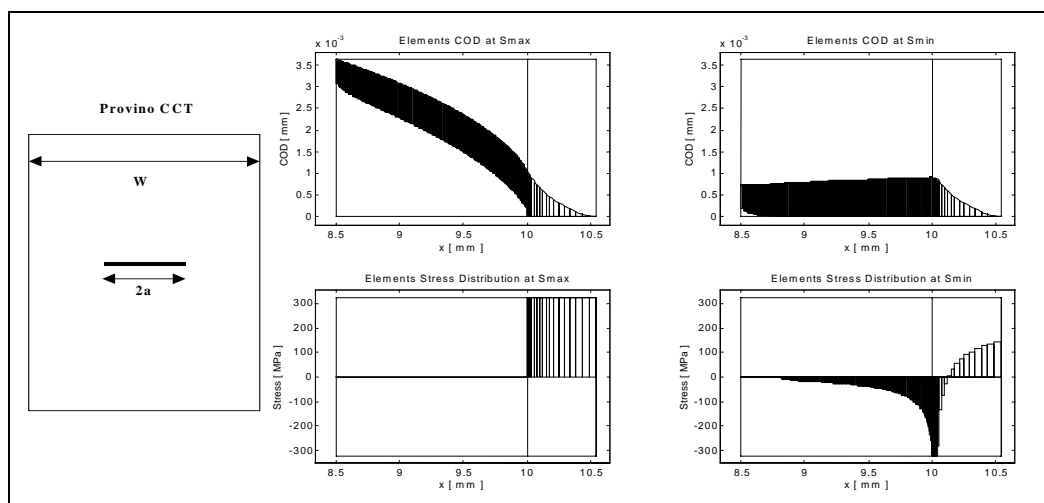 Provino CCT
W
2a
x 10-3
Elements COD at Smax
3.5
3
2.5
2
1.5
1
0.5
0
COD [ mm]
8.5 9 9.5 10 10.5
x [ mm]
x 10-3
Elements COD at Smin
3.5
3
2.5
2
1.5
1
0.5
0
COD [ mm]
8.5 9 9.5 10 10.5
x [ mm]
Elements Stress Distribution at Smax
300
200
100
0
-100
-200
-300
Stress [ MPa]
8.5 9 9.5 10 10.5
x [ mm]
Elements Stress Distribution at Smin
300
200
100
0
-100
-200
-300
Stress [ MPa]
8.5 9 9.5 10 10.5
x [ mm]